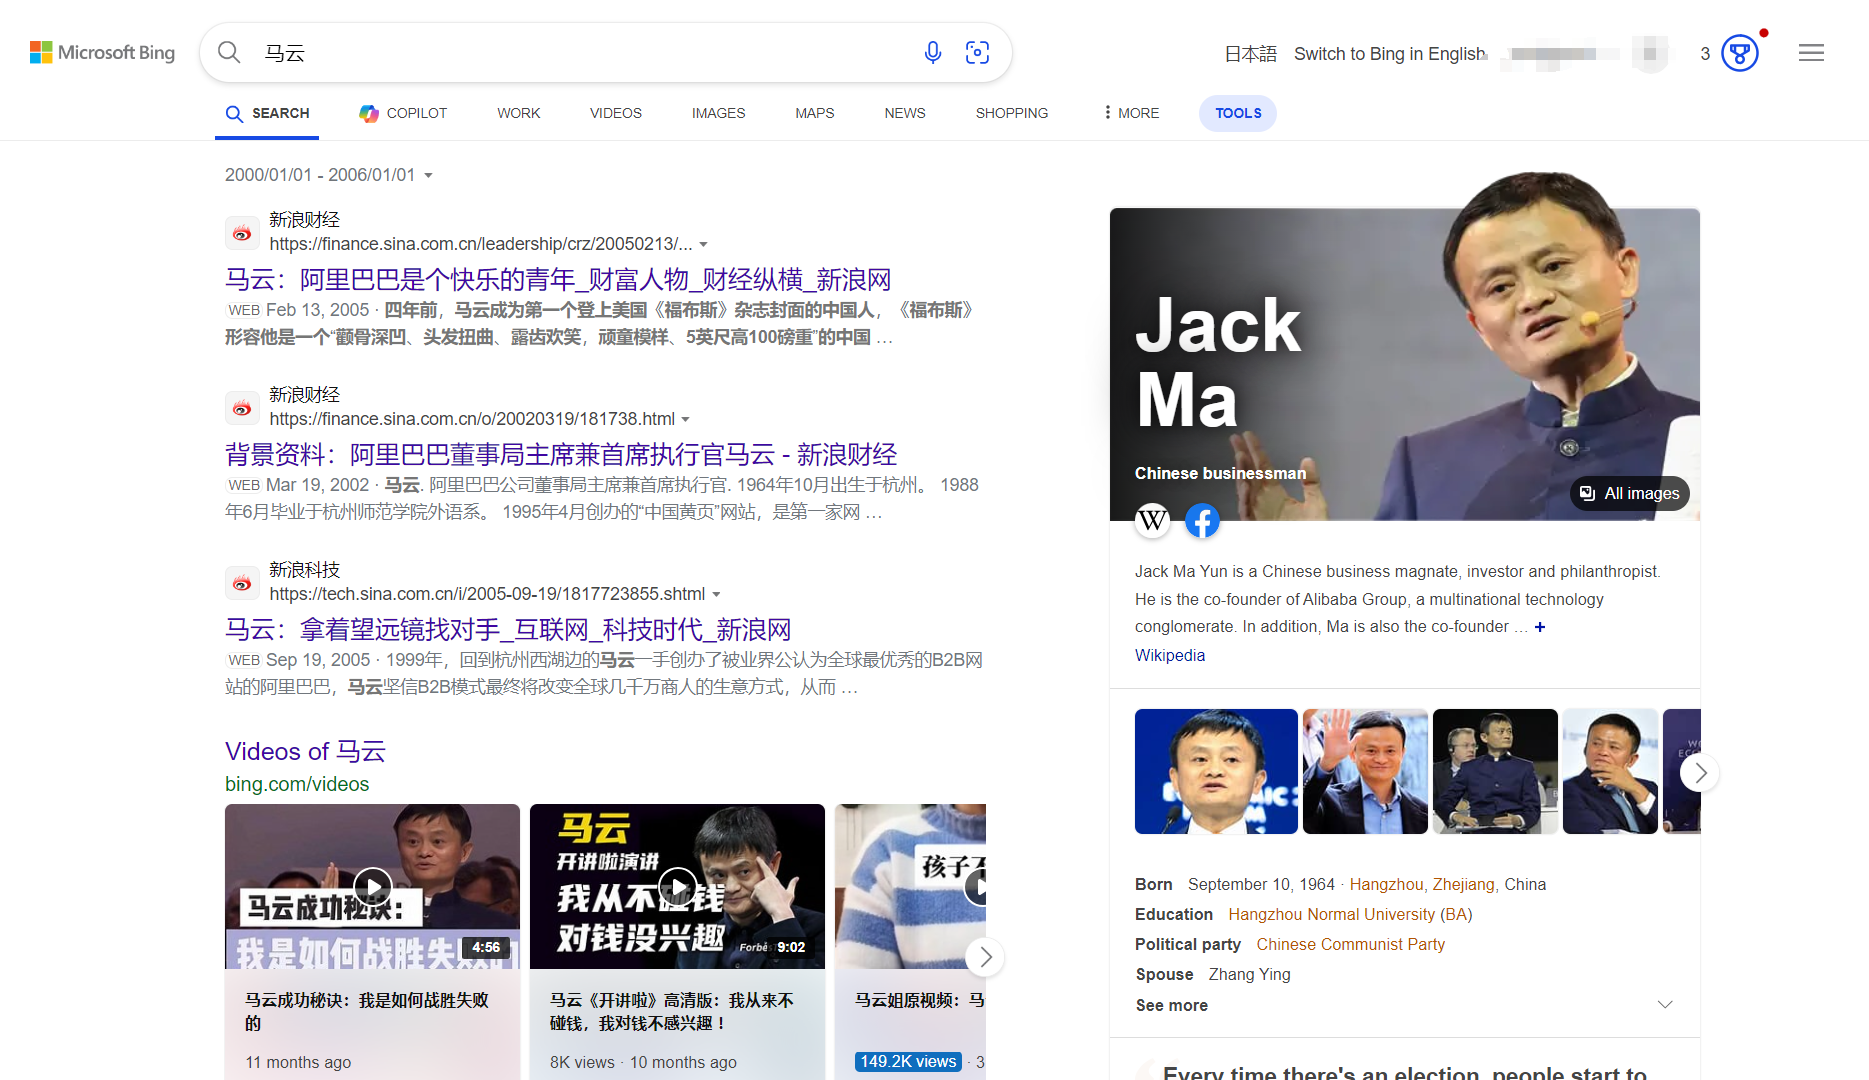 Microsoft Bing
马云
日本語
Switch to Bing in English
3
SEARCH
COPILOT
WORK
VIDEOS
IMAGES
MAPS
NEWS
SHOPPING
MORE
TOOLS
2000/01/01 - 2006/01/01
新浪财经
https://finance.sina.com.cn/leadership/crz/20050213/...
马云：阿里巴巴是个快乐的青年_财富人物_财经纵横_新浪网
WEB Feb 13, 2005 · 四年前，马云成为第一个登上美国《福布斯》杂志封面的中国人，《福布斯》
形容他是一个“颧骨深凹、头发扭曲、露齿欢笑，顽童模样、5英尺高100磅重”的中国 …
新浪财经
https://finance.sina.com.cn/o/20020319/181738.html
背景资料：阿里巴巴董事局主席兼首席执行官马云 - 新浪财经
WEB Mar 19, 2002 · 马云. 阿里巴巴公司董事局主席兼首席执行官. 1964年10月出生于杭州。 1988
年6月毕业于杭州师范学院外语系。 1995年4月创办的“中国黄页”网站，是第一家网 …
新浪科技
https://tech.sina.com.cn/i/2005-09-19/1817723855.shtml
马云：拿着望远镜找对手_互联网_科技时代_新浪网
WEB Sep 19, 2005 · 1999年，回到杭州西湖边的马云一手创办了被业界公认为全球最优秀的B2B网
站的阿里巴巴，马云坚信B2B模式最终将改变全球几千万商人的生意方式，从而 …
Videos of 马云
bing.com/videos
马云成功秘诀：
我是如何战胜失败的
4:56
马云成功秘诀：我是如何战胜失败
的
11 months ago
马云
开讲啦演讲
我从不碰钱
对钱没兴趣
Forbes
9:02
马云《开讲啦》高清版：我从来不
碰钱，我对钱不感兴趣！
8K views · 10 months ago
孩子不
马云姐原视频：马
149.2K views · 3
Jack
Ma
Chinese businessman
All images
W
Jack Ma Yun is a Chinese business magnate, investor and philanthropist.
He is the co-founder of Alibaba Group, a multinational technology
conglomerate. In addition, Ma is also the co-founder … +
Wikipedia
Born September 10, 1964 · Hangzhou, Zhejiang, China
Education Hangzhou Normal University (BA)
Political party Chinese Communist Party
Spouse Zhang Ying
See more
Every time there's an election, people start to